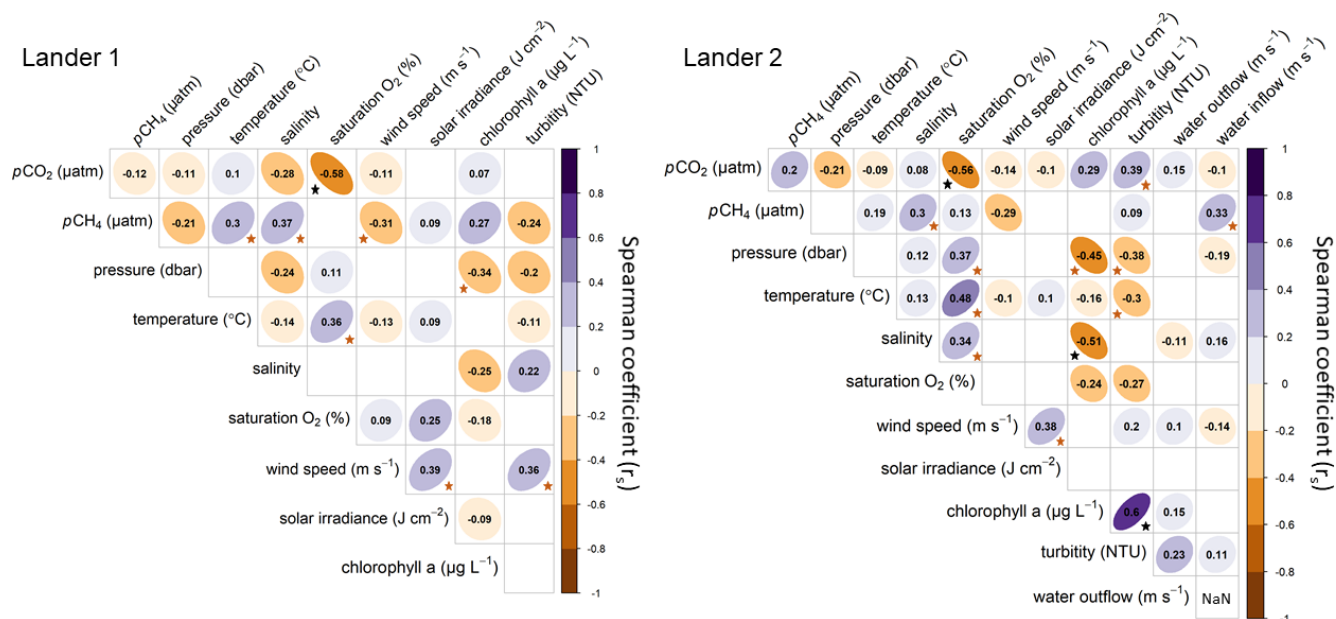 Lander 1
pCH₄ (µatm)
pressure (dbar)
temperature (°C)
salinity
saturation O₂ (%)
wind speed (m s⁻¹)
solar irradiance (J cm⁻²)
chlorophyll a (µg L⁻¹)
turbity (NTU)
pCO₂ (µatm) -0.12 -0.11 0.1 -0.28 -0.58 -0.11 0.07
pCH₄ (µatm) -0.21 0.3 0.37 -0.31 0.09 0.27 -0.24
pressure (dbar) -0.24 0.11 -0.34 -0.2
temperature (°C) -0.14 0.36 -0.13 0.09 -0.11
salinity -0.25 0.22
saturation O₂ (%) 0.09 0.25 -0.18
wind speed (m s⁻¹) 0.39 0.36
solar irradiance (J cm⁻²) -0.09
chlorophyll a (µg L⁻¹)
1
0.8
0.6
0.4
0.2
0
-0.2
-0.4
-0.6
-0.8
-1
Spearman coefficient (rₛ)
Lander 2
pCH₄ (µatm)
pressure (dbar)
temperature (°C)
salinity
saturation O₂ (%)
wind speed (m s⁻¹)
solar irradiance (J cm⁻²)
chlorophyll a (µg L⁻¹)
turbitity (NTU)
water outflow (m s⁻¹)
water inflow (m s⁻¹)
pCO₂ (µatm) 0.2 -0.21 -0.09 0.08 -0.56 -0.14 -0.1 0.29 0.39 0.15 -0.1
pCH₄ (µatm) 0.19 0.3 0.13 -0.29 0.09 0.33
pressure (dbar) 0.12 0.37 -0.45 -0.38 -0.19
temperature (°C) 0.13 0.48 -0.1 0.1 -0.16 -0.3
salinity 0.34 -0.51 -0.11 0.16
saturation O₂ (%) -0.24 -0.27
wind speed (m s⁻¹) 0.38 0.2 0.1 -0.14
solar irradiance (J cm⁻²)
chlorophyll a (µg L⁻¹) 0.6 0.15
turbitity (NTU) 0.23 0.11
water outflow (m s⁻¹) NaN
1
0.8
0.6
0.4
0.2
0
-0.2
-0.4
-0.6
-0.8
-1
Spearman coefficient (rₛ)